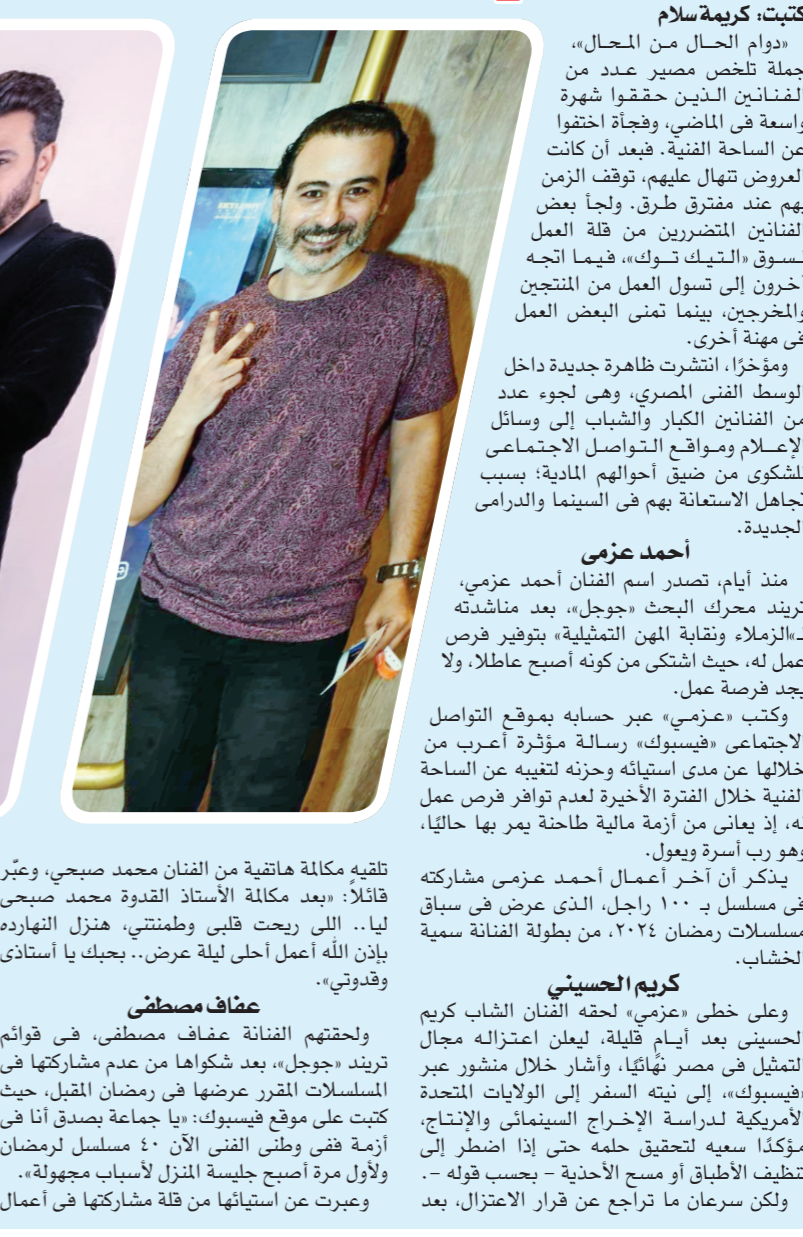 كتبت: كريمة سلام
«دوام الحال من المحال»،
جملة تلخص مصير عدد من
الفنانين الذين حققوا شهرة
واسعة فى الماضي، وفجأة اختفوا
عن الساحة الفنية. فبعد أن كانت
العروض تنهال عليهم، توقف الزمن
بهم عند مفترق طرق. ولجأ بعض
الفنانين المتضررين من قلة العمل
لسوق «التيك توك»، فيما اتجه
آخرون إلى تسول العمل من المنتجين
والمخرجين، بينما تمنى البعض العمل
فى مهنة أخرى.
ومؤخرًا، انتشرت ظاهرة جديدة داخل
الوسط الفنى المصري، وهى لجوء عدد
من الفنانين الكبار والشباب إلى وسائل
الإعلام ومواقع التواصل الاجتماعى
للشكوى من ضيق أحوالهم المادية؛ بسبب
تجاهل الاستعانة بهم فى السينما والدرامى
الجديدة.
أحمد عزمى
منذ أيام، تصدر اسم الفنان أحمد عزمي،
تريند محرك البحث «جوجل»، بعد مناشدته
لـ«الزملاء ونقابة المهن التمثيلية» بتوفير فرص
عمل له، حيث اشتكى من كونه أصبح عاطلا، ولا
يجد فرصة عمل.
وكتب «عزمي» عبر حسابه بموقع التواصل
الاجتماعى «فيسبوك» رسالة مؤثرة أعرب من
خلالها عن مدى استيائه وحزنه لتغيبه عن الساحة
الفنية خلال الفترة الأخيرة لعدم توافر فرص عمل
له، إذ يعانى من أزمة مالية طاحنة يمر بها حاليًا،
وهو رب أسرة ويعول.
يذكر أن آخر أعمال أحمد عزمى مشاركته
فى مسلسل بـ ١٠٠ راجل، الذى عرض فى سباق
مسلسلات رمضان ٢٠٢٤، من بطولة الفنانة سمية
الخشاب.
كريم الحسيني
وعلى خطى «عزمي» لحقه الفنان الشاب كريم
الحسينى بعد أيام قليلة، ليعلن اعتزاله مجال
التمثيل فى مصر نهائيًا، وأشار خلال منشور عبر
«فيسبوك»، إلى نيته السفر إلى الولايات المتحدة
الأمريكية لدراسة الإخراج السينمائى والإنتاج،
مؤكدًا سعيه لتحقيق حلمه حتى إذا اضطر إلى
تنظيف الأطباق أو مسح الأحذية – بحسب قوله –.
ولكن سرعان ما تراجع عن قرار الاعتزال، بعد
تلقيه مكالمة هاتفية من الفنان محمد صبحي، وعبّر
قائلاً: «بعد مكالمة الأستاذ القدوة محمد صبحى
ليا.. اللى ريحت قلبى وطمنتني، هنزل النهارده
بإذن الله أعمل أحلى ليلة عرض.. بحبك يا أستاذى
وقدوتي».
عفاف مصطفى
ولحقتهم الفنانة عفاف مصطفى، فى قوائم
تريند «جوجل»، بعد شكواها من عدم مشاركتها فى
المسلسلات المقرر عرضها فى رمضان المقبل، حيث
كتبت على موقع فيسبوك: «يا جماعة بصدق أنا فى
أزمة ففى وطنى الفنى الآن ٤٠ مسلسل لرمضان
ولأول مرة أصبح جليسة المنزل لأسباب مجهولة».
وعبرت عن استيائها من قلة مشاركتها فى أعمال